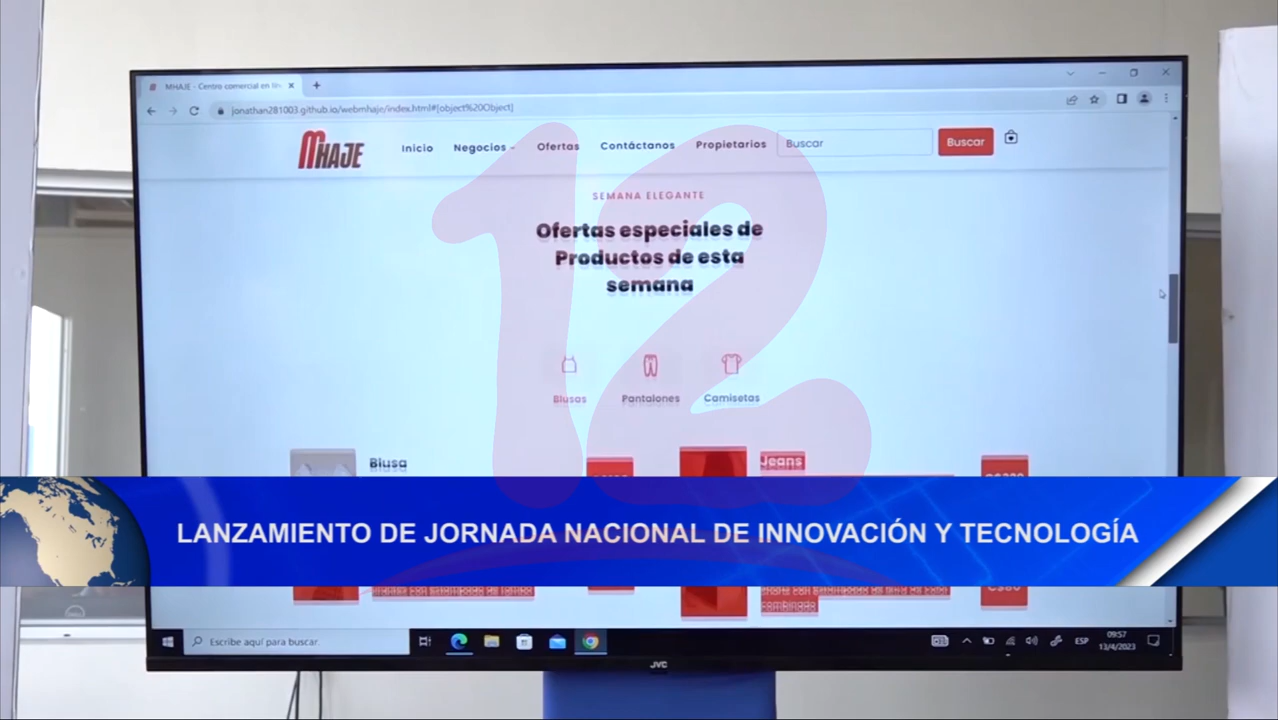 MHAJE - Centro comercial en lín
jonathan281003.github.io/webmhaje/index.html#[object%20Object]
MHAJE
Inicio
Negocios
Ofertas
Contáctanos
Propietarios
Buscar
Buscar
SEMANA ELEGANTE
Ofertas especiales de
Productos de esta
semana
Blusas
Pantalones
Camisetas
Blusa
Jeans
12
LANZAMIENTO DE JORNADA NACIONAL DE INNOVACIÓN Y TECNOLOGÍA
Escribe aquí para buscar.
ESP
09:57
13/4/2023
JVC